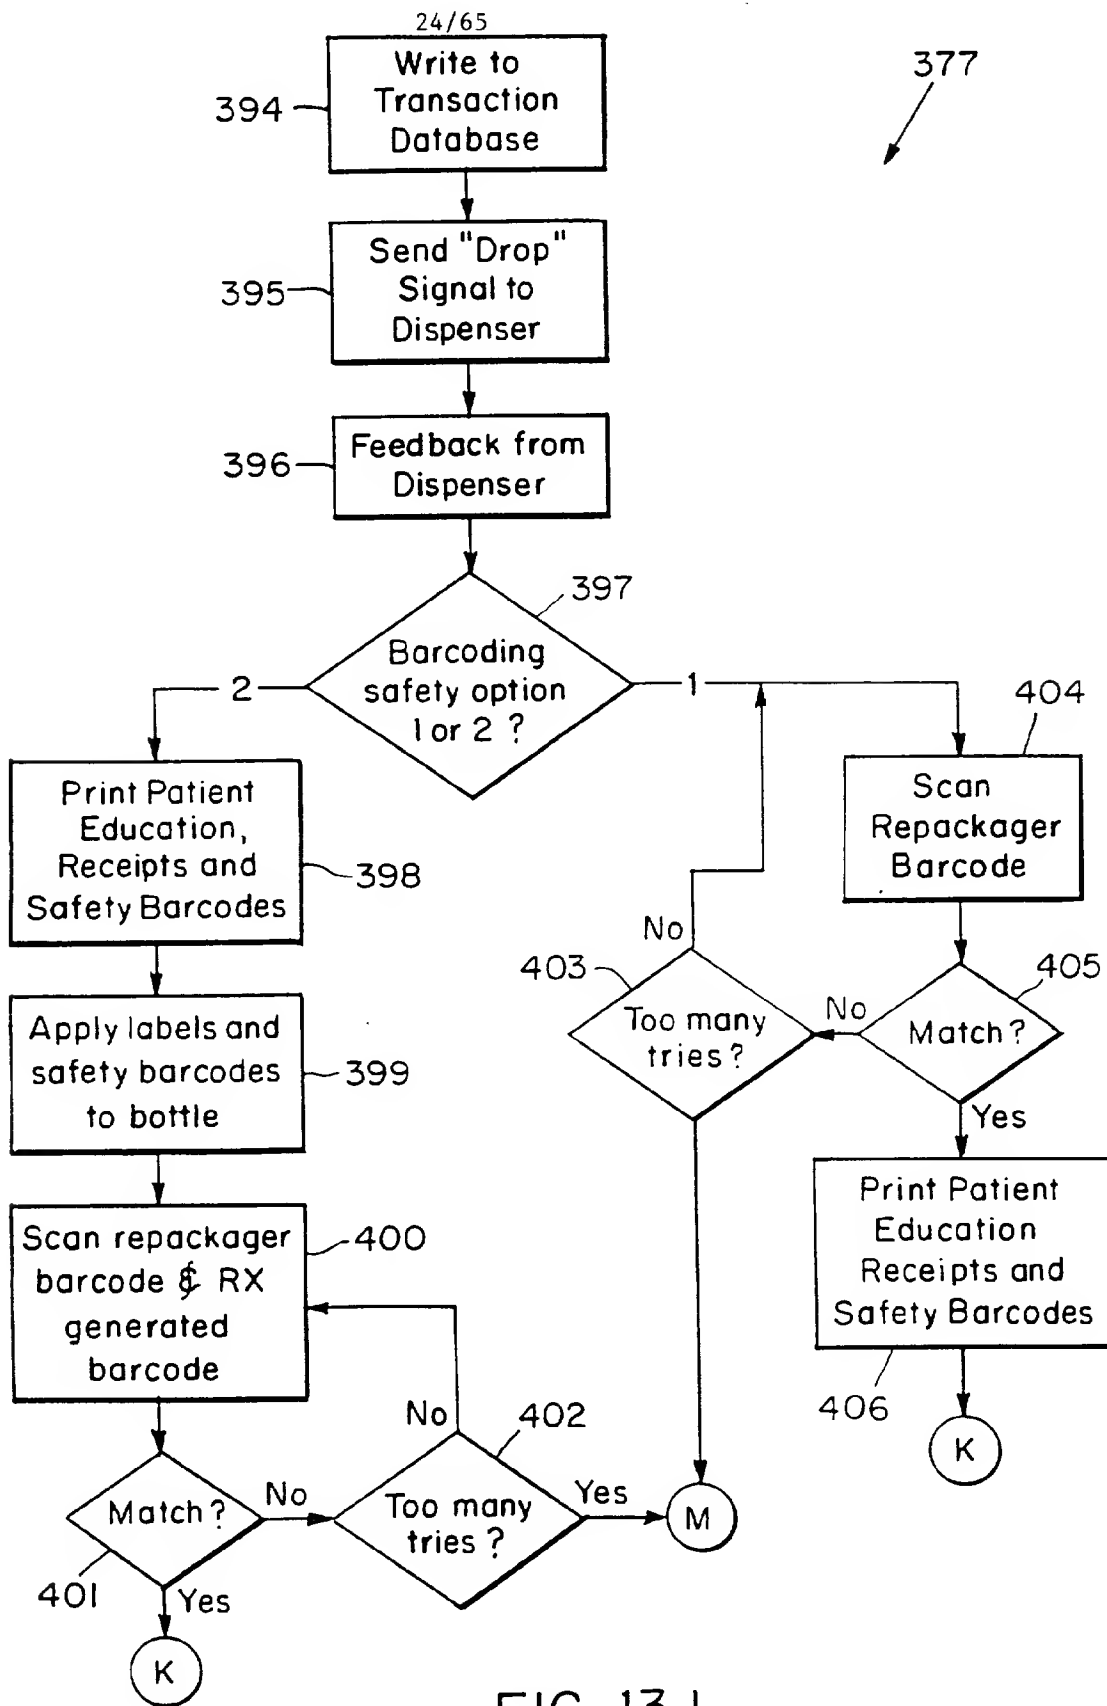 24/65
377
394
Write to
Transaction
Database
395
Send "Drop"
Signal to
Dispenser
396
Feedback from
Dispenser
397
Barcoding
safety option
1 or 2 ?
2
1
Print Patient
Education,
Receipts and
Safety Barcodes
398
Apply labels and
safety barcodes
to bottle
399
Scan repackager
barcode & RX
generated
barcode
400
Match?
401
No
Yes
K
Too many
tries?
402
No
Yes
M
404
Scan
Repackager
Barcode
405
Match?
No
Yes
403
Too many
tries?
No
Print Patient
Education
Receipts and
Safety Barcodes
406
K